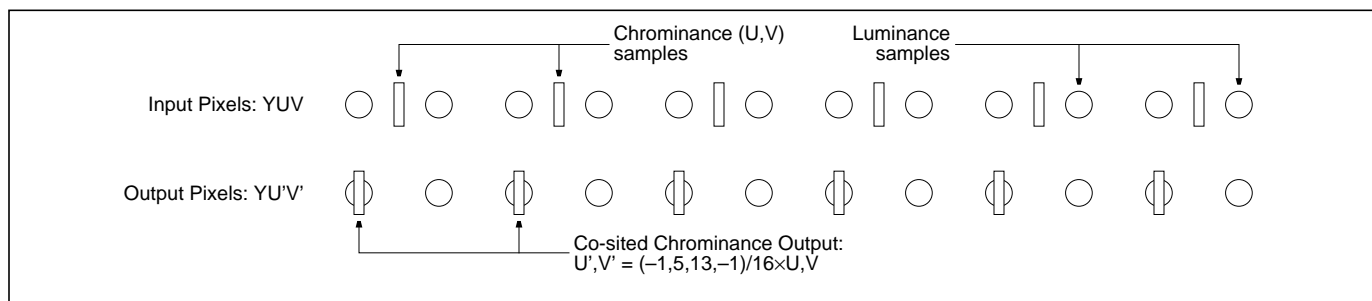 Chrominance (U,V)
samples
Luminance
samples
Input Pixels: YUV
Output Pixels: YU'V'
Co-sited Chrominance Output:
U',V' = (–1,5,13,–1)/16×U,V